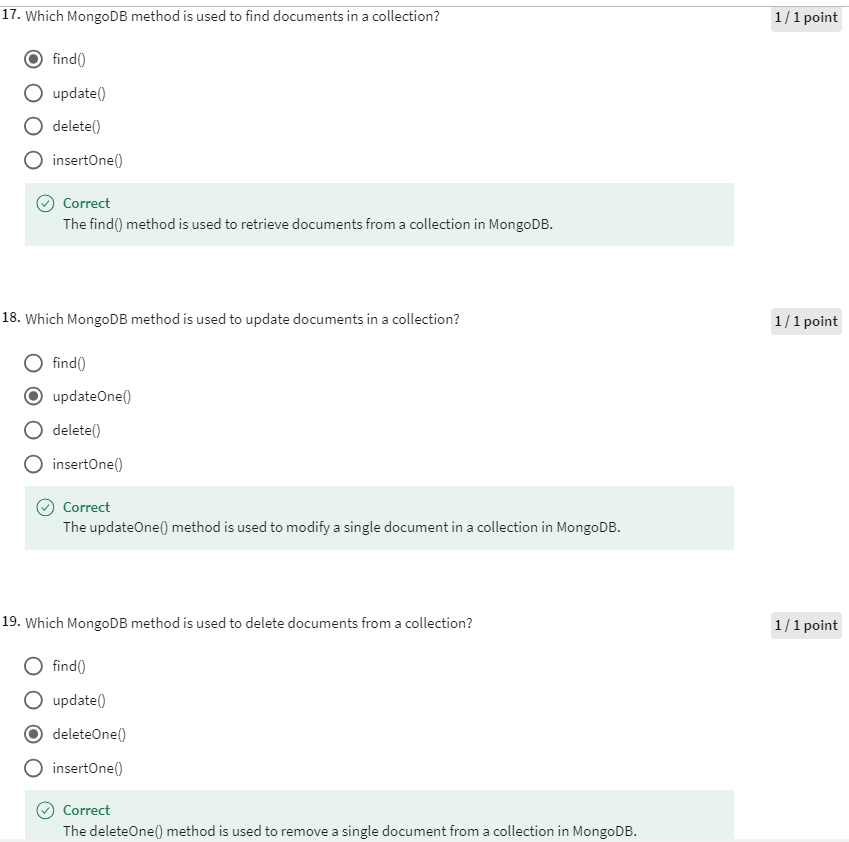 17. Which MongoDB method is used to find documents in a collection?
1 / 1 point
find()
update()
delete()
insertOne()
Correct
The find() method is used to retrieve documents from a collection in MongoDB.
18. Which MongoDB method is used to update documents in a collection?
1 / 1 point
find()
updateOne()
delete()
insertOne()
Correct
The updateOne() method is used to modify a single document in a collection in MongoDB.
19. Which MongoDB method is used to delete documents from a collection?
1 / 1 point
find()
update()
deleteOne()
insertOne()
Correct
The deleteOne() method is used to remove a single document from a collection in MongoDB.